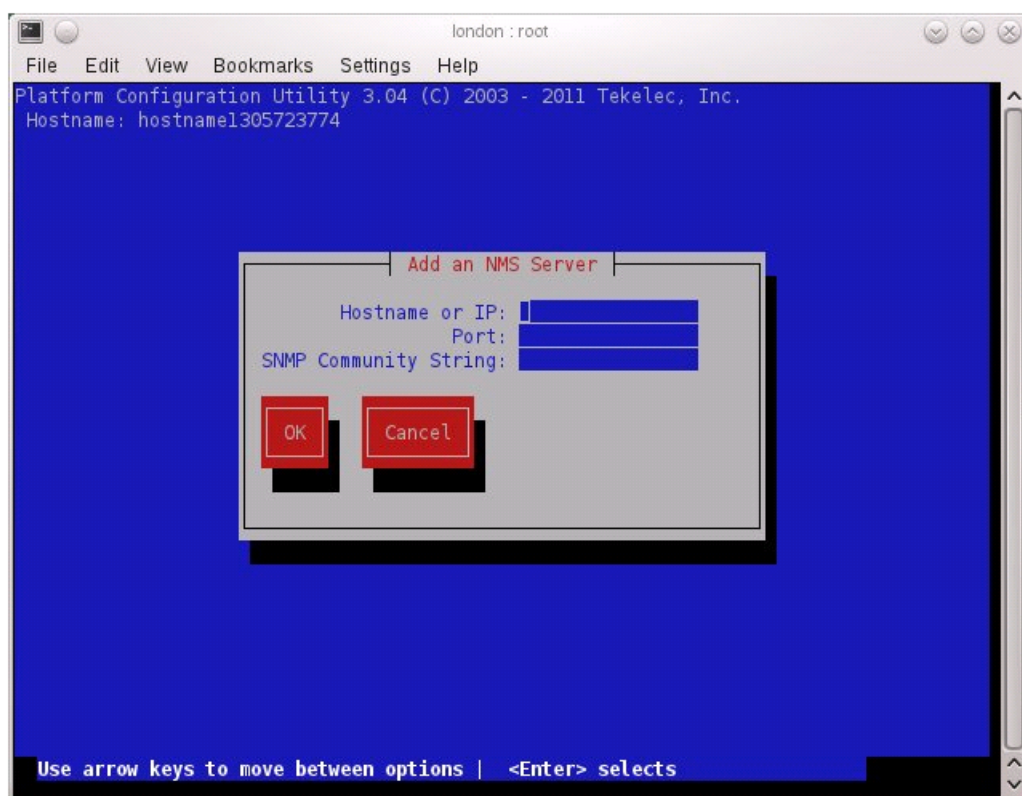 london : root
File Edit View Bookmarks Settings Help
Platform Configuration Utility 3.04 (C) 2003 - 2011 Tekelec, Inc.
Hostname: hostname1305723774
Add an NMS Server
Hostname or IP:
Port:
SNMP Community String:
OK Cancel
Use arrow keys to move between options | <Enter> selects